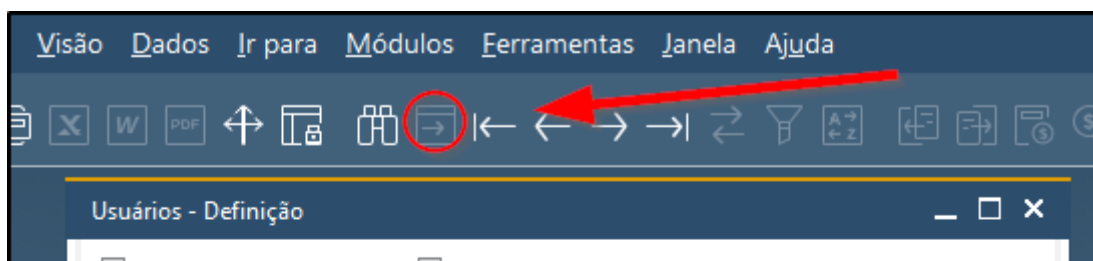 Visão Dados Ir para Módulos Ferramentas Janela Ajuda
X W PDF A Z $ $
Usuários - Definição